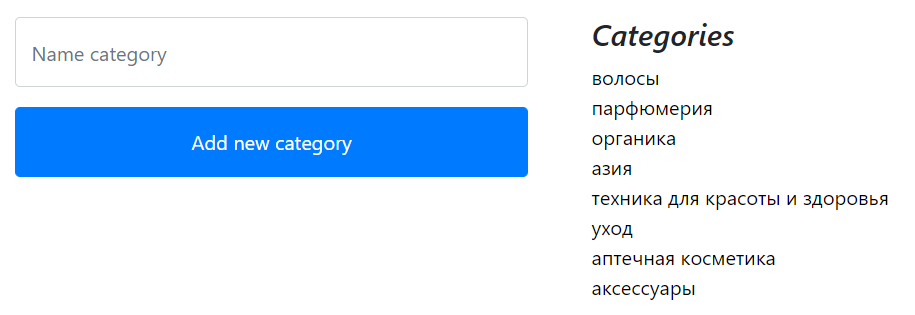 Name category
Add new category
Categories
волосы
парфюмерия
органика
азия
техника для красоты и здоровья
уход
аптечная косметика
аксессуары